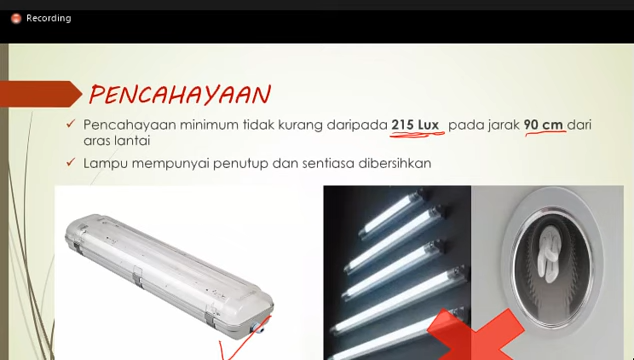 Recording
PENCAHAYAAN
✓ Pencahayaan minimum tidak kurang daripada 215 Lux pada jarak 90 cm dari
aras lantai
✓ Lampu mempunyai penutup dan sentiasa dibersihkan